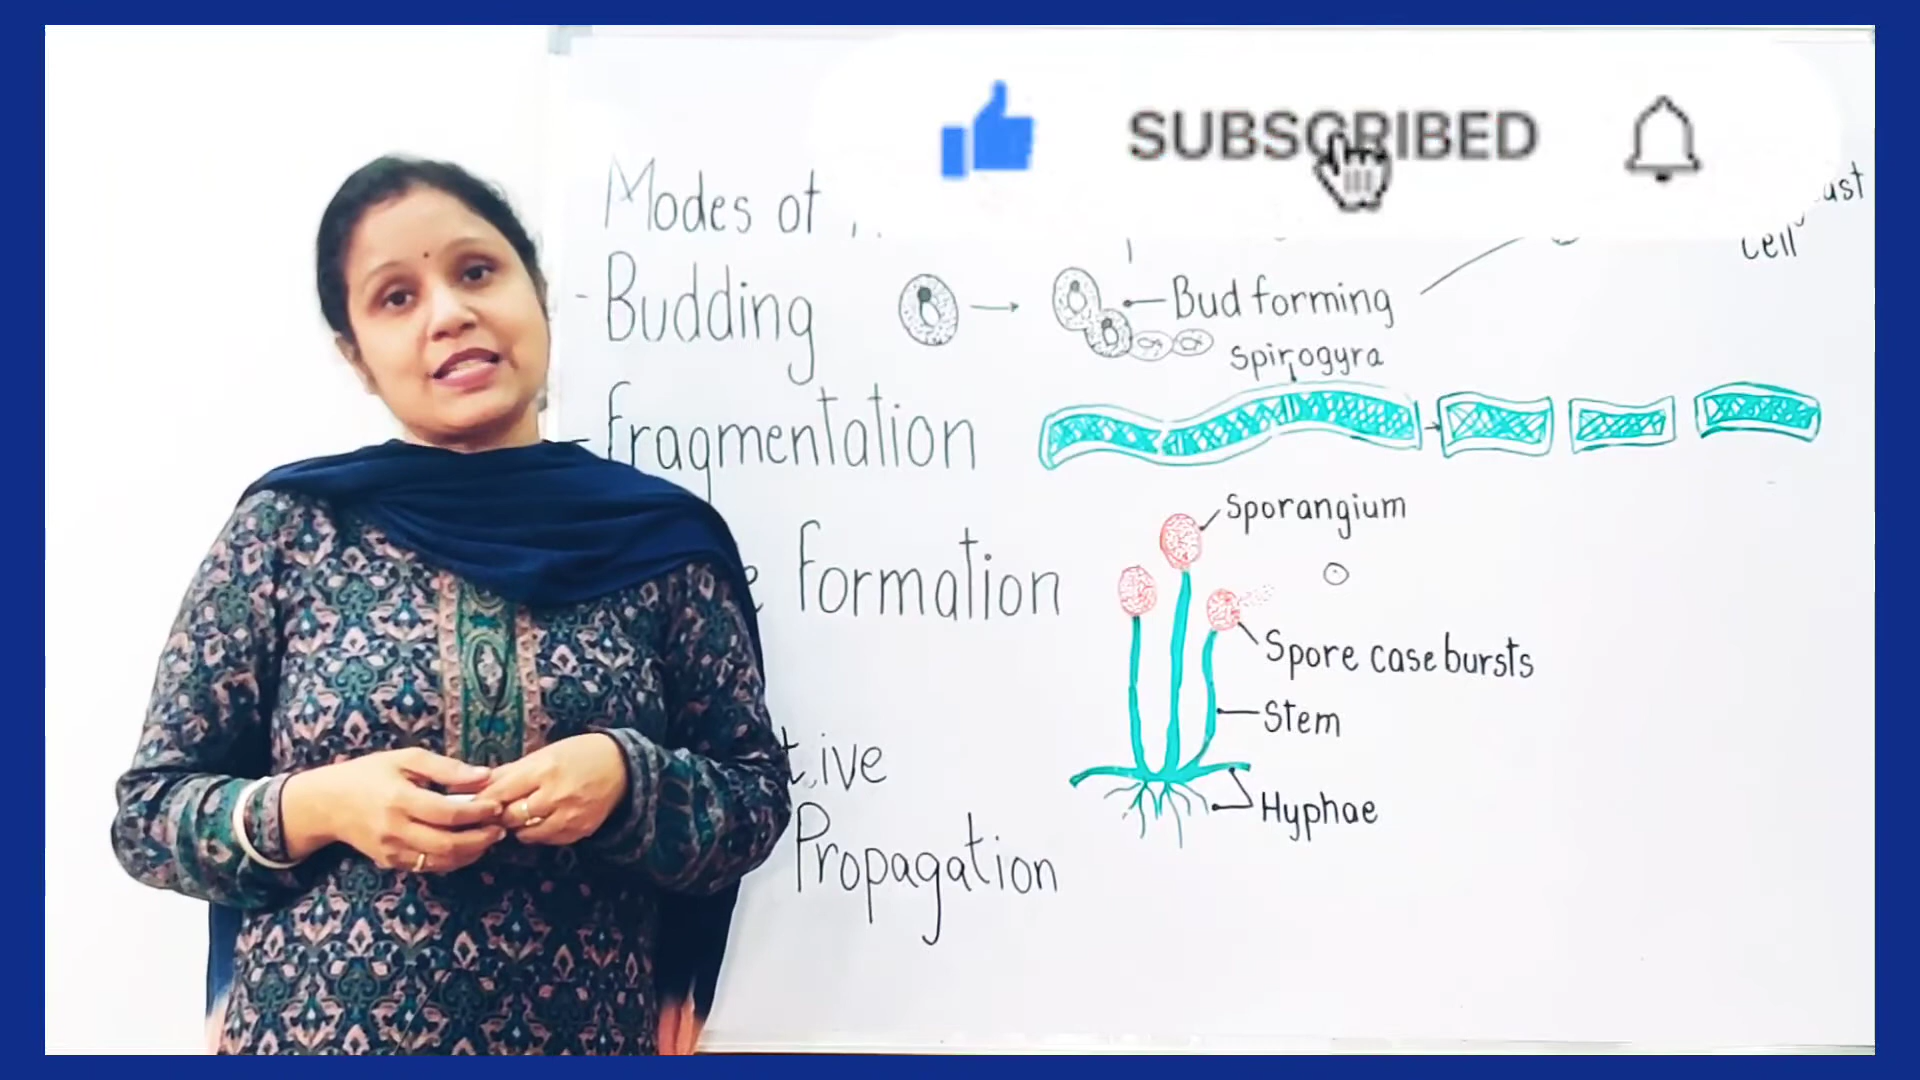 SUBSCRIBED
Modes of
Cell
- Budding
Bud forming
Spirogyra
- Fragmentation
Sporangium
Formation
Spore case bursts
Stem
Hyphae
Propagation